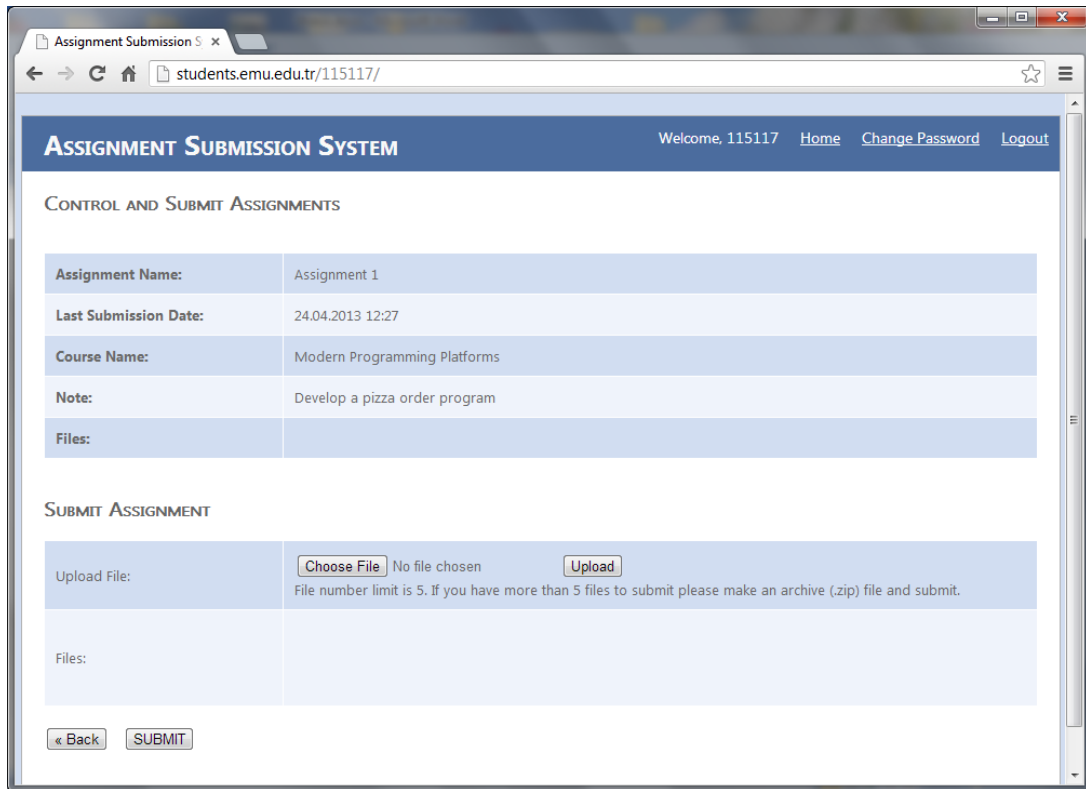 Assignment Submission S
students.emu.edu.tr/115117/
ASSIGNMENT SUBMISSION SYSTEM
Welcome, 115117 Home Change Password Logout
CONTROL AND SUBMIT ASSIGNMENTS
Assignment Name: Assignment 1
Last Submission Date: 24.04.2013 12:27
Course Name: Modern Programming Platforms
Note: Develop a pizza order program
Files:
SUBMIT ASSIGNMENT
Upload File: Choose File No file chosen Upload
File number limit is 5. If you have more than 5 files to submit please make an archive (.zip) file and submit.
Files:
« Back SUBMIT